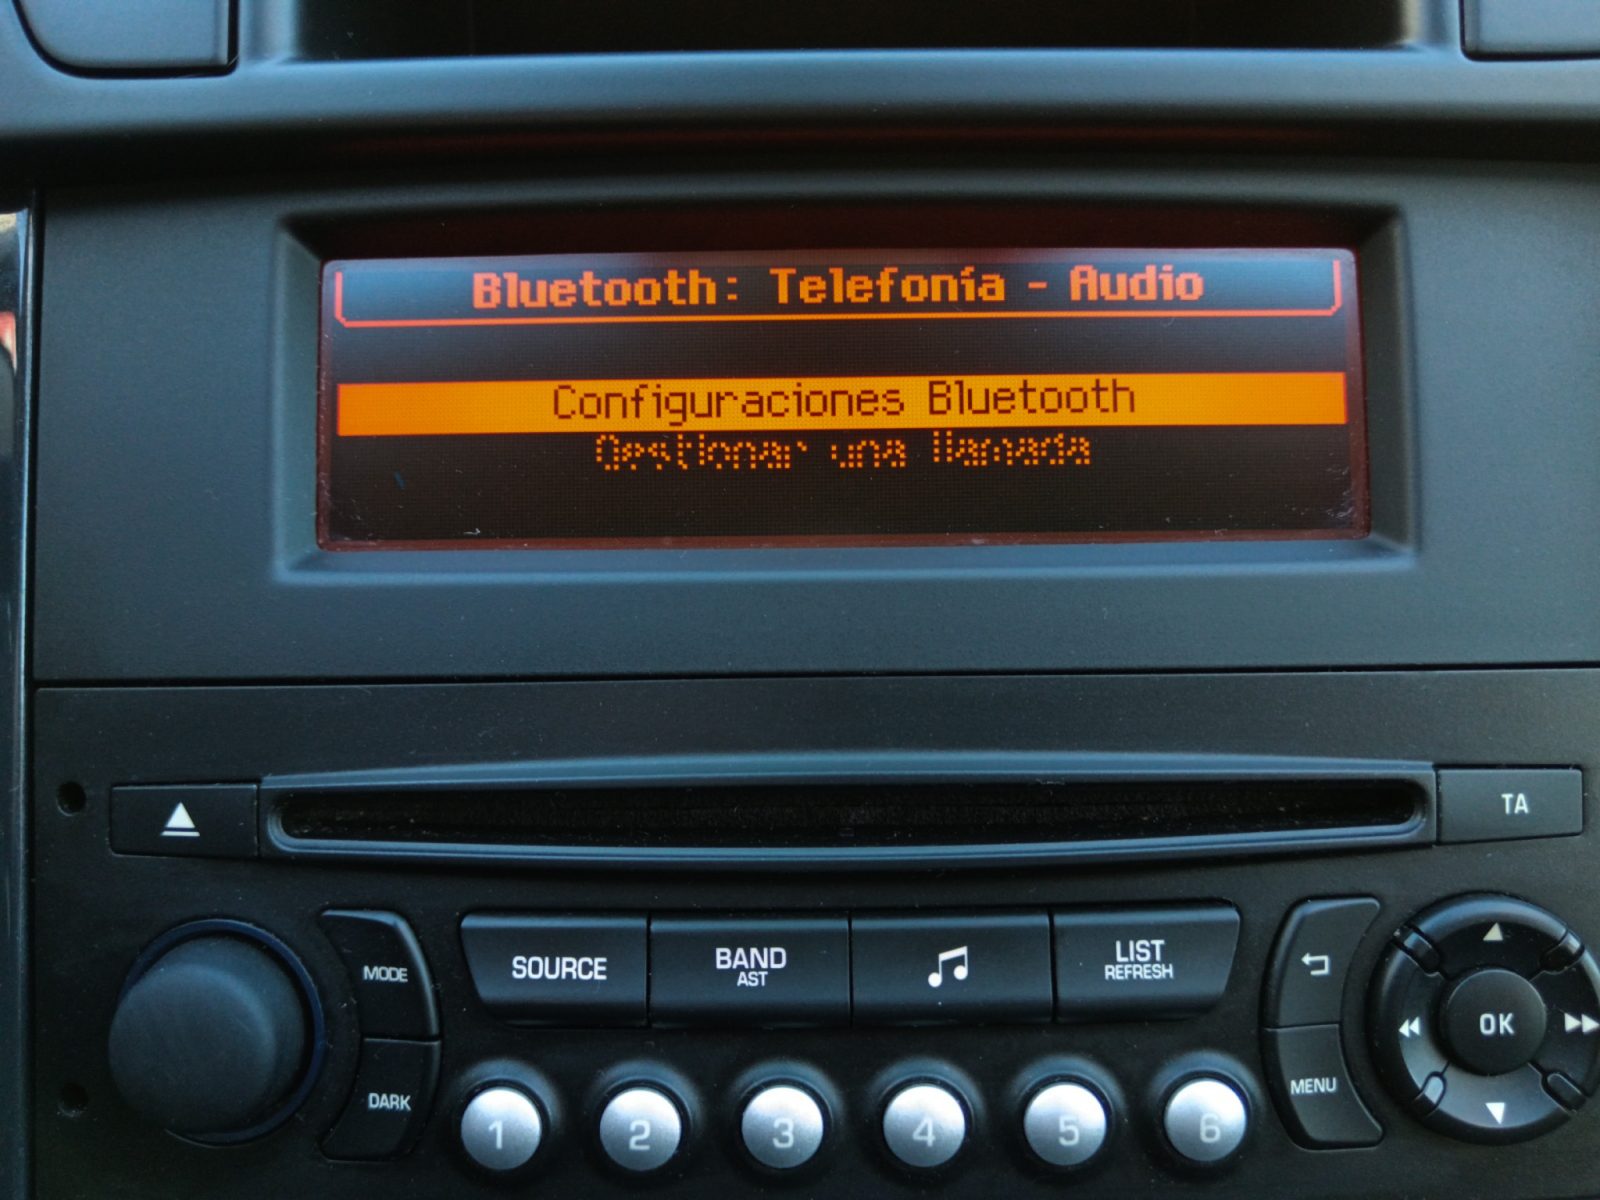 Bluetooth: Telefonía - Audio
Configuraciones Bluetooth
Gestionar una llamada
TA
MODE
SOURCE
BAND
AST
LIST
REFRESH
OK
DARK
MENU
1 2 3 4 5 6